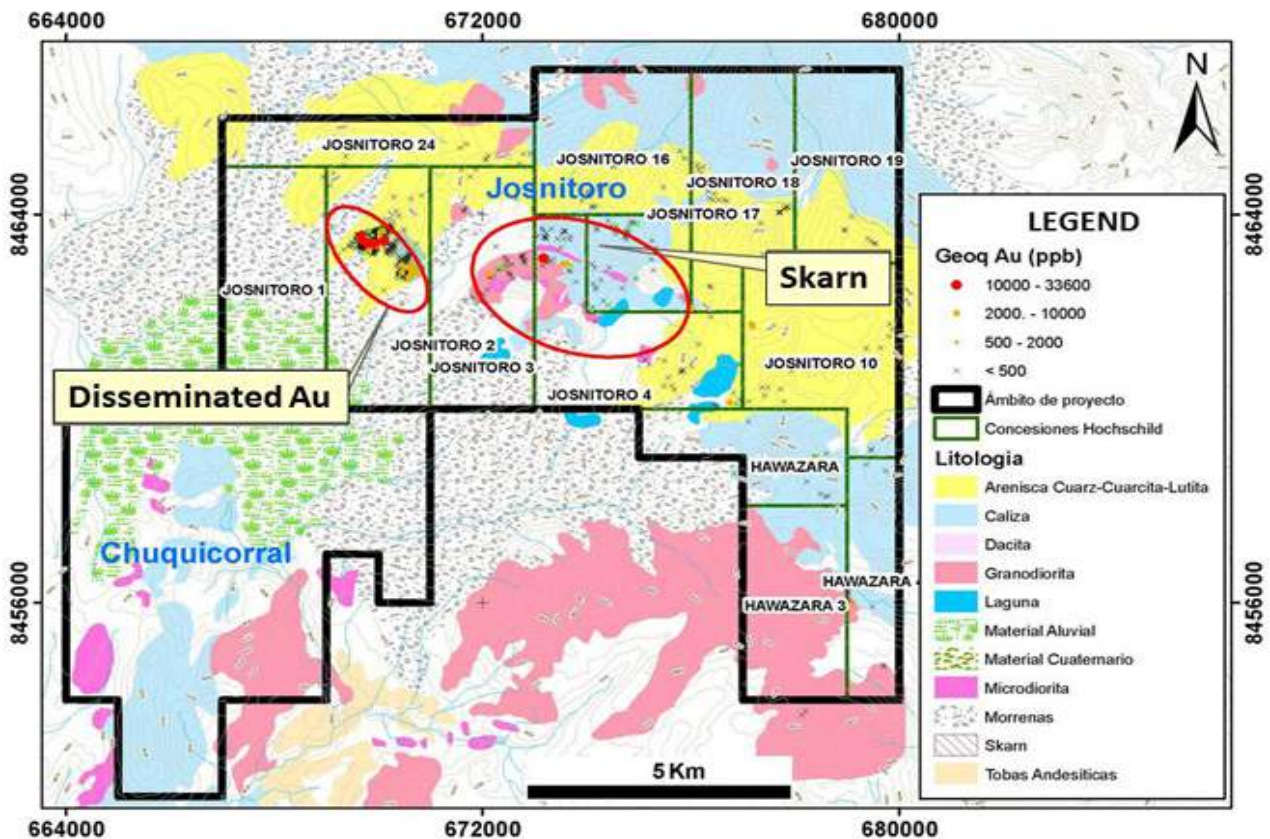 664000
672000
680000
N
JOSNITORO 24
JOSNITORO 16
JOSNITORO 19
Josnitoro
JOSNITORO 18
8464000
JOSNITORO 17
8464000
LEGEND
Geoq Au (ppb)
10000 - 33600
2000. - 10000
500 - 2000
< 500
Ámbito de proyecto
Concesiones Hochschild
Litologia
Arenisca Cuarz-Cuarcita-Lutita
Caliza
Dacita
Granodiorita
Laguna
Material Aluvial
Material Cuaternario
Microdiorita
Morrenas
Skarn
Tobas Andesiticas
Skarn
JOSNITORO 1
JOSNITORO 2
JOSNITORO 3
JOSNITORO 10
Disseminated Au
JOSNITORO 4
HAWAZARA
Chuquicorral
HAWAZARA 4
8456000
HAWAZARA 3
8456000
5 Km
664000
672000
680000